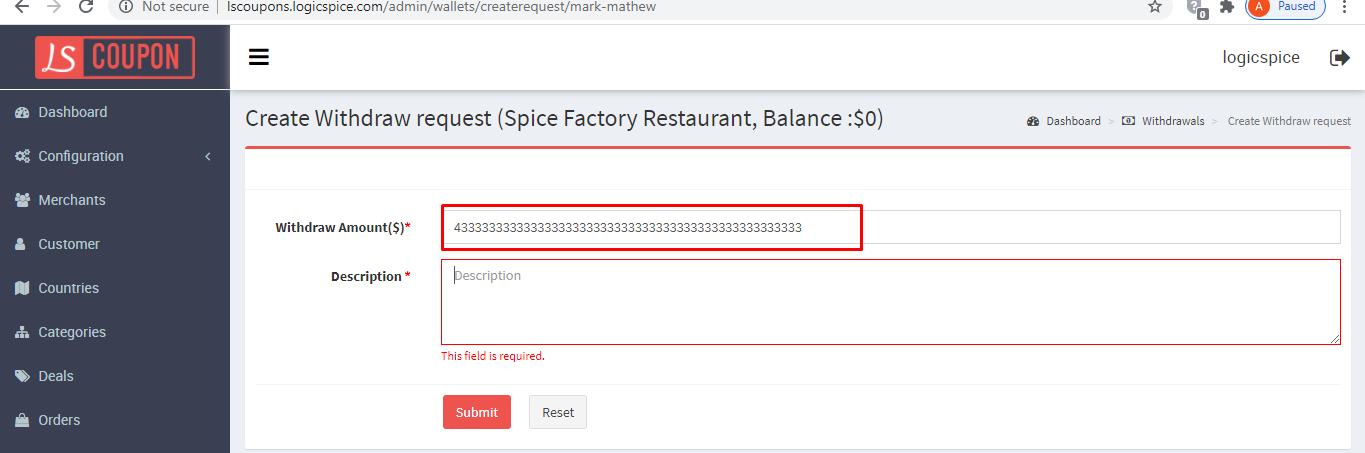 Not secure | lscoupons.logicspice.com/admin/wallets/createrequest/mark-mathew
0
A Paused
LS COUPON
logicspice
Dashboard
Configuration
Merchants
Customer
Countries
Categories
Deals
Orders
Create Withdraw request (Spice Factory Restaurant, Balance :$0)
Dashboard > Withdrawals > Create Withdraw request
Withdraw Amount($)* 43333333333333333333333333333333333333333333333333
Description * Description
This field is required.
Submit Reset